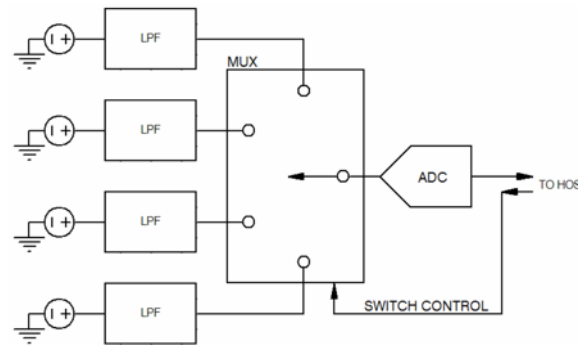 LPF
MUX
LPF
ADC
TO HOS
LPF
SWITCH CONTROL
LPF